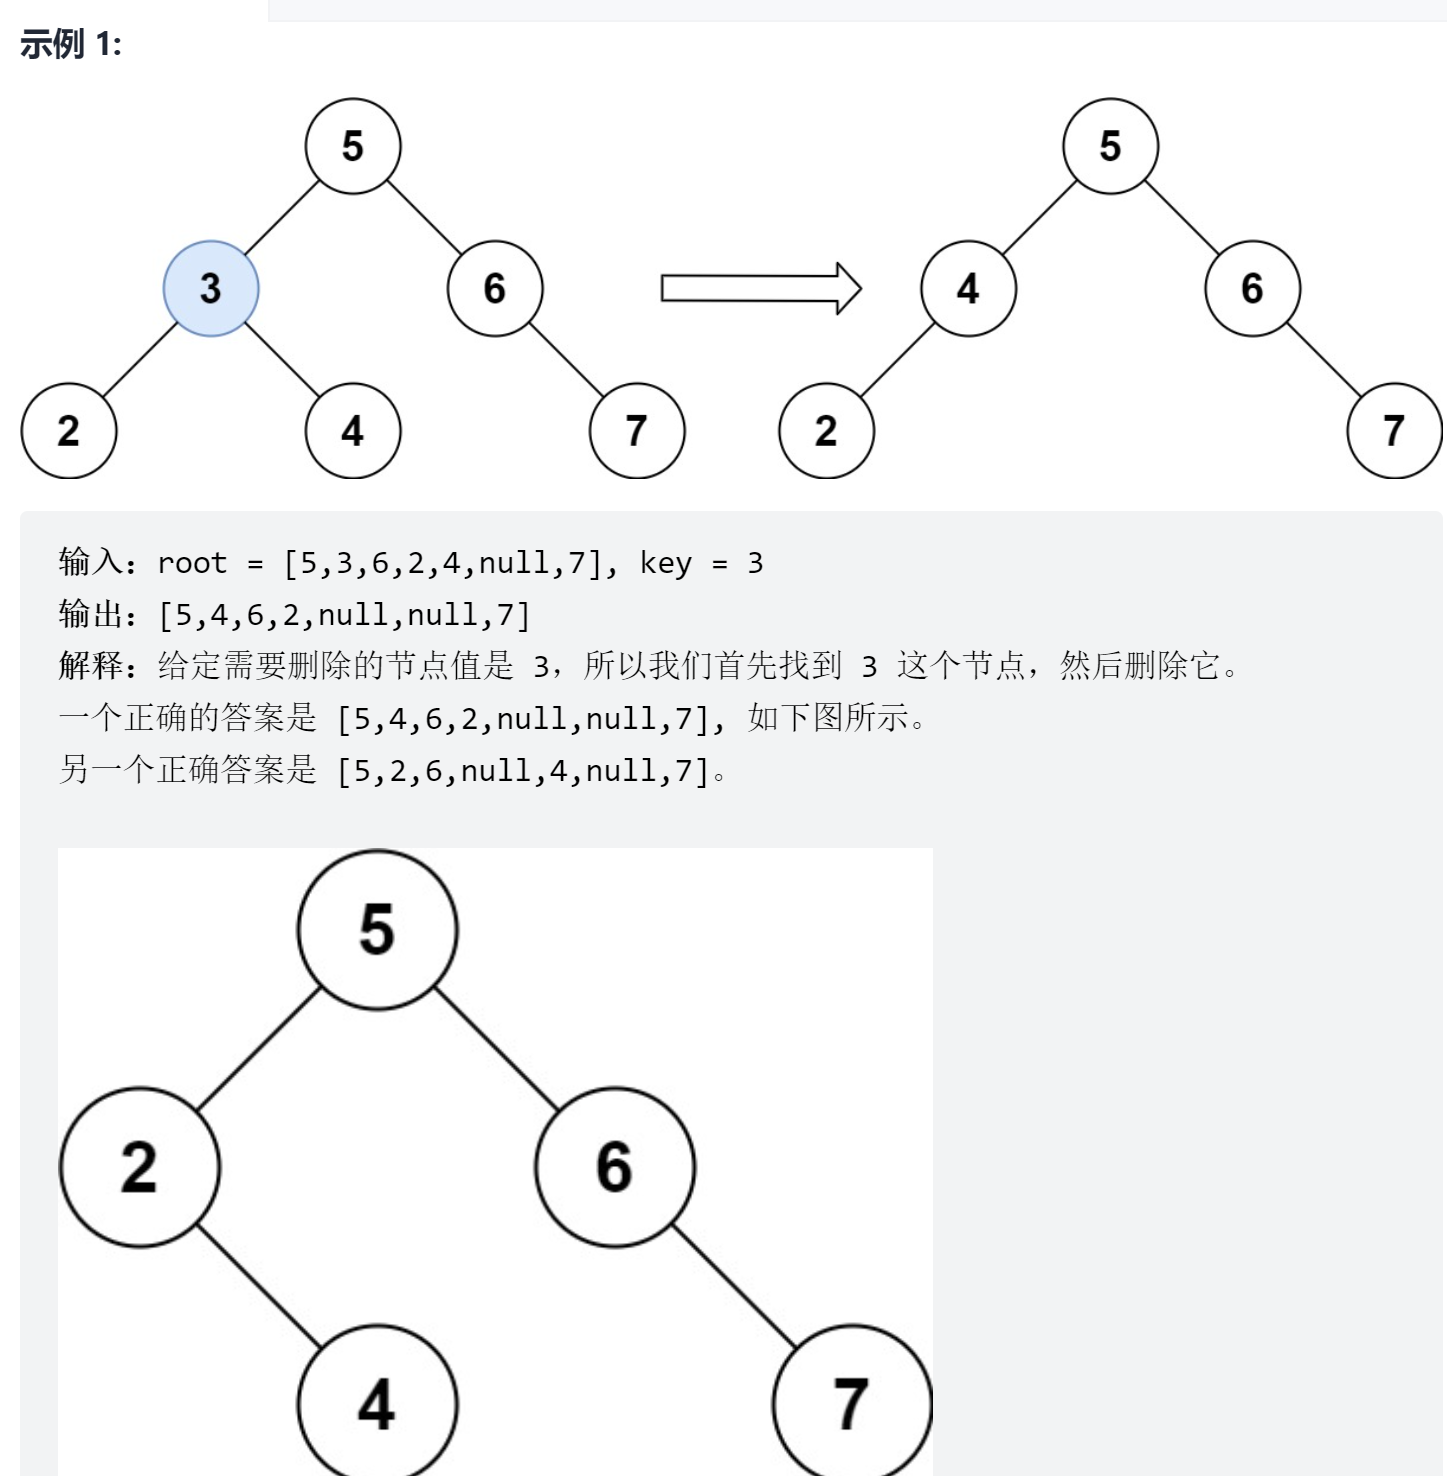 示例 1:
5
5
3
6
4
6
2
4
7
2
7
输入：root = [5,3,6,2,4,null,7], key = 3
输出：[5,4,6,2,null,null,7]
解释：给定需要删除的节点值是 3，所以我们首先找到 3 这个节点，然后删除它。
一个正确的答案是 [5,4,6,2,null,null,7], 如下图所示。
另一个正确答案是 [5,2,6,null,4,null,7]。
5
2
6
4
7